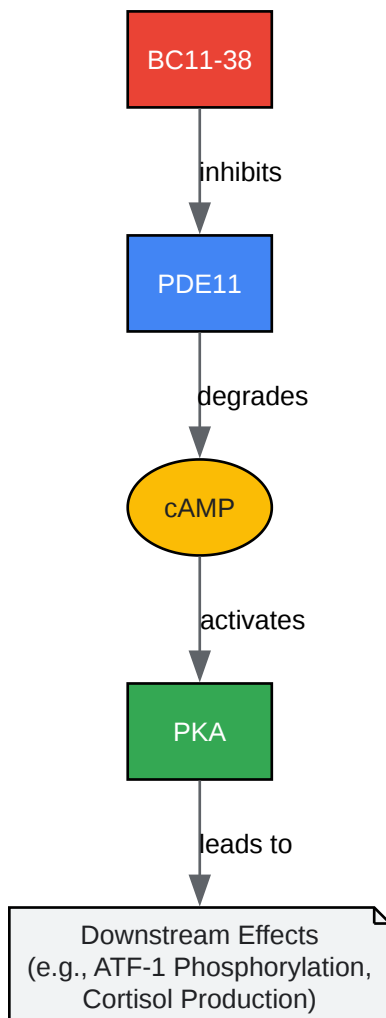 BC11-38
inhibits
PDE11
degrades
cAMP
activates
PKA
leads to
Downstream Effects
(e.g., ATF-1 Phosphorylation,
Cortisol Production)